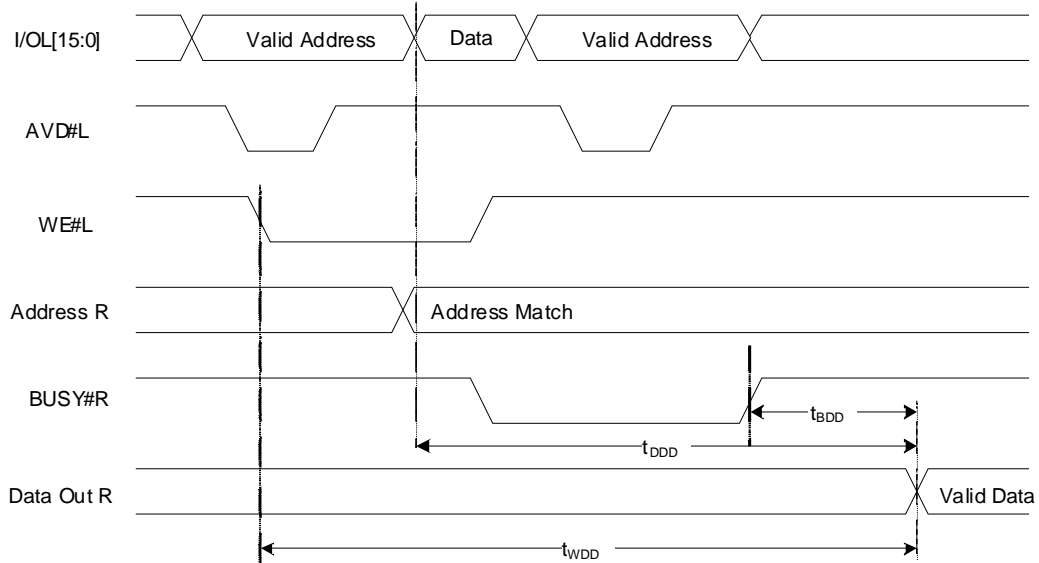 I/OL[15:0] Valid Address Data Valid Address
AVD#L
WE#L
Address R Address Match
BUSY#R
tBDD
tDDD
Data Out R Valid Data
tWDD